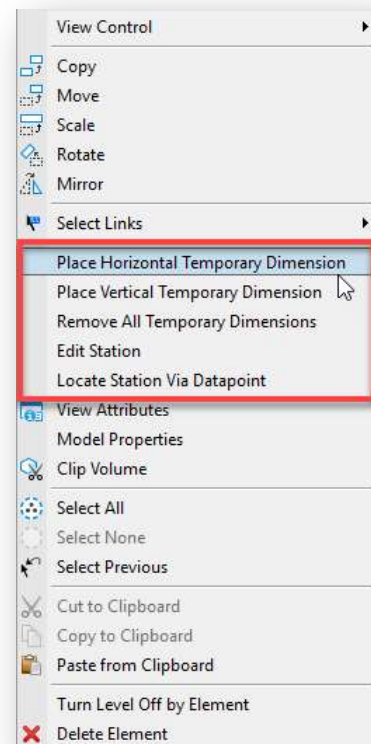 View Control
Copy
Move
Scale
Rotate
Mirror
Select Links
Place Horizontal Temporary Dimension
Place Vertical Temporary Dimension
Remove All Temporary Dimensions
Edit Station
Locate Station Via Datapoint
View Attributes
Model Properties
Clip Volume
Select All
Select None
Select Previous
Cut to Clipboard
Copy to Clipboard
Paste from Clipboard
Turn Level Off by Element
Delete Element